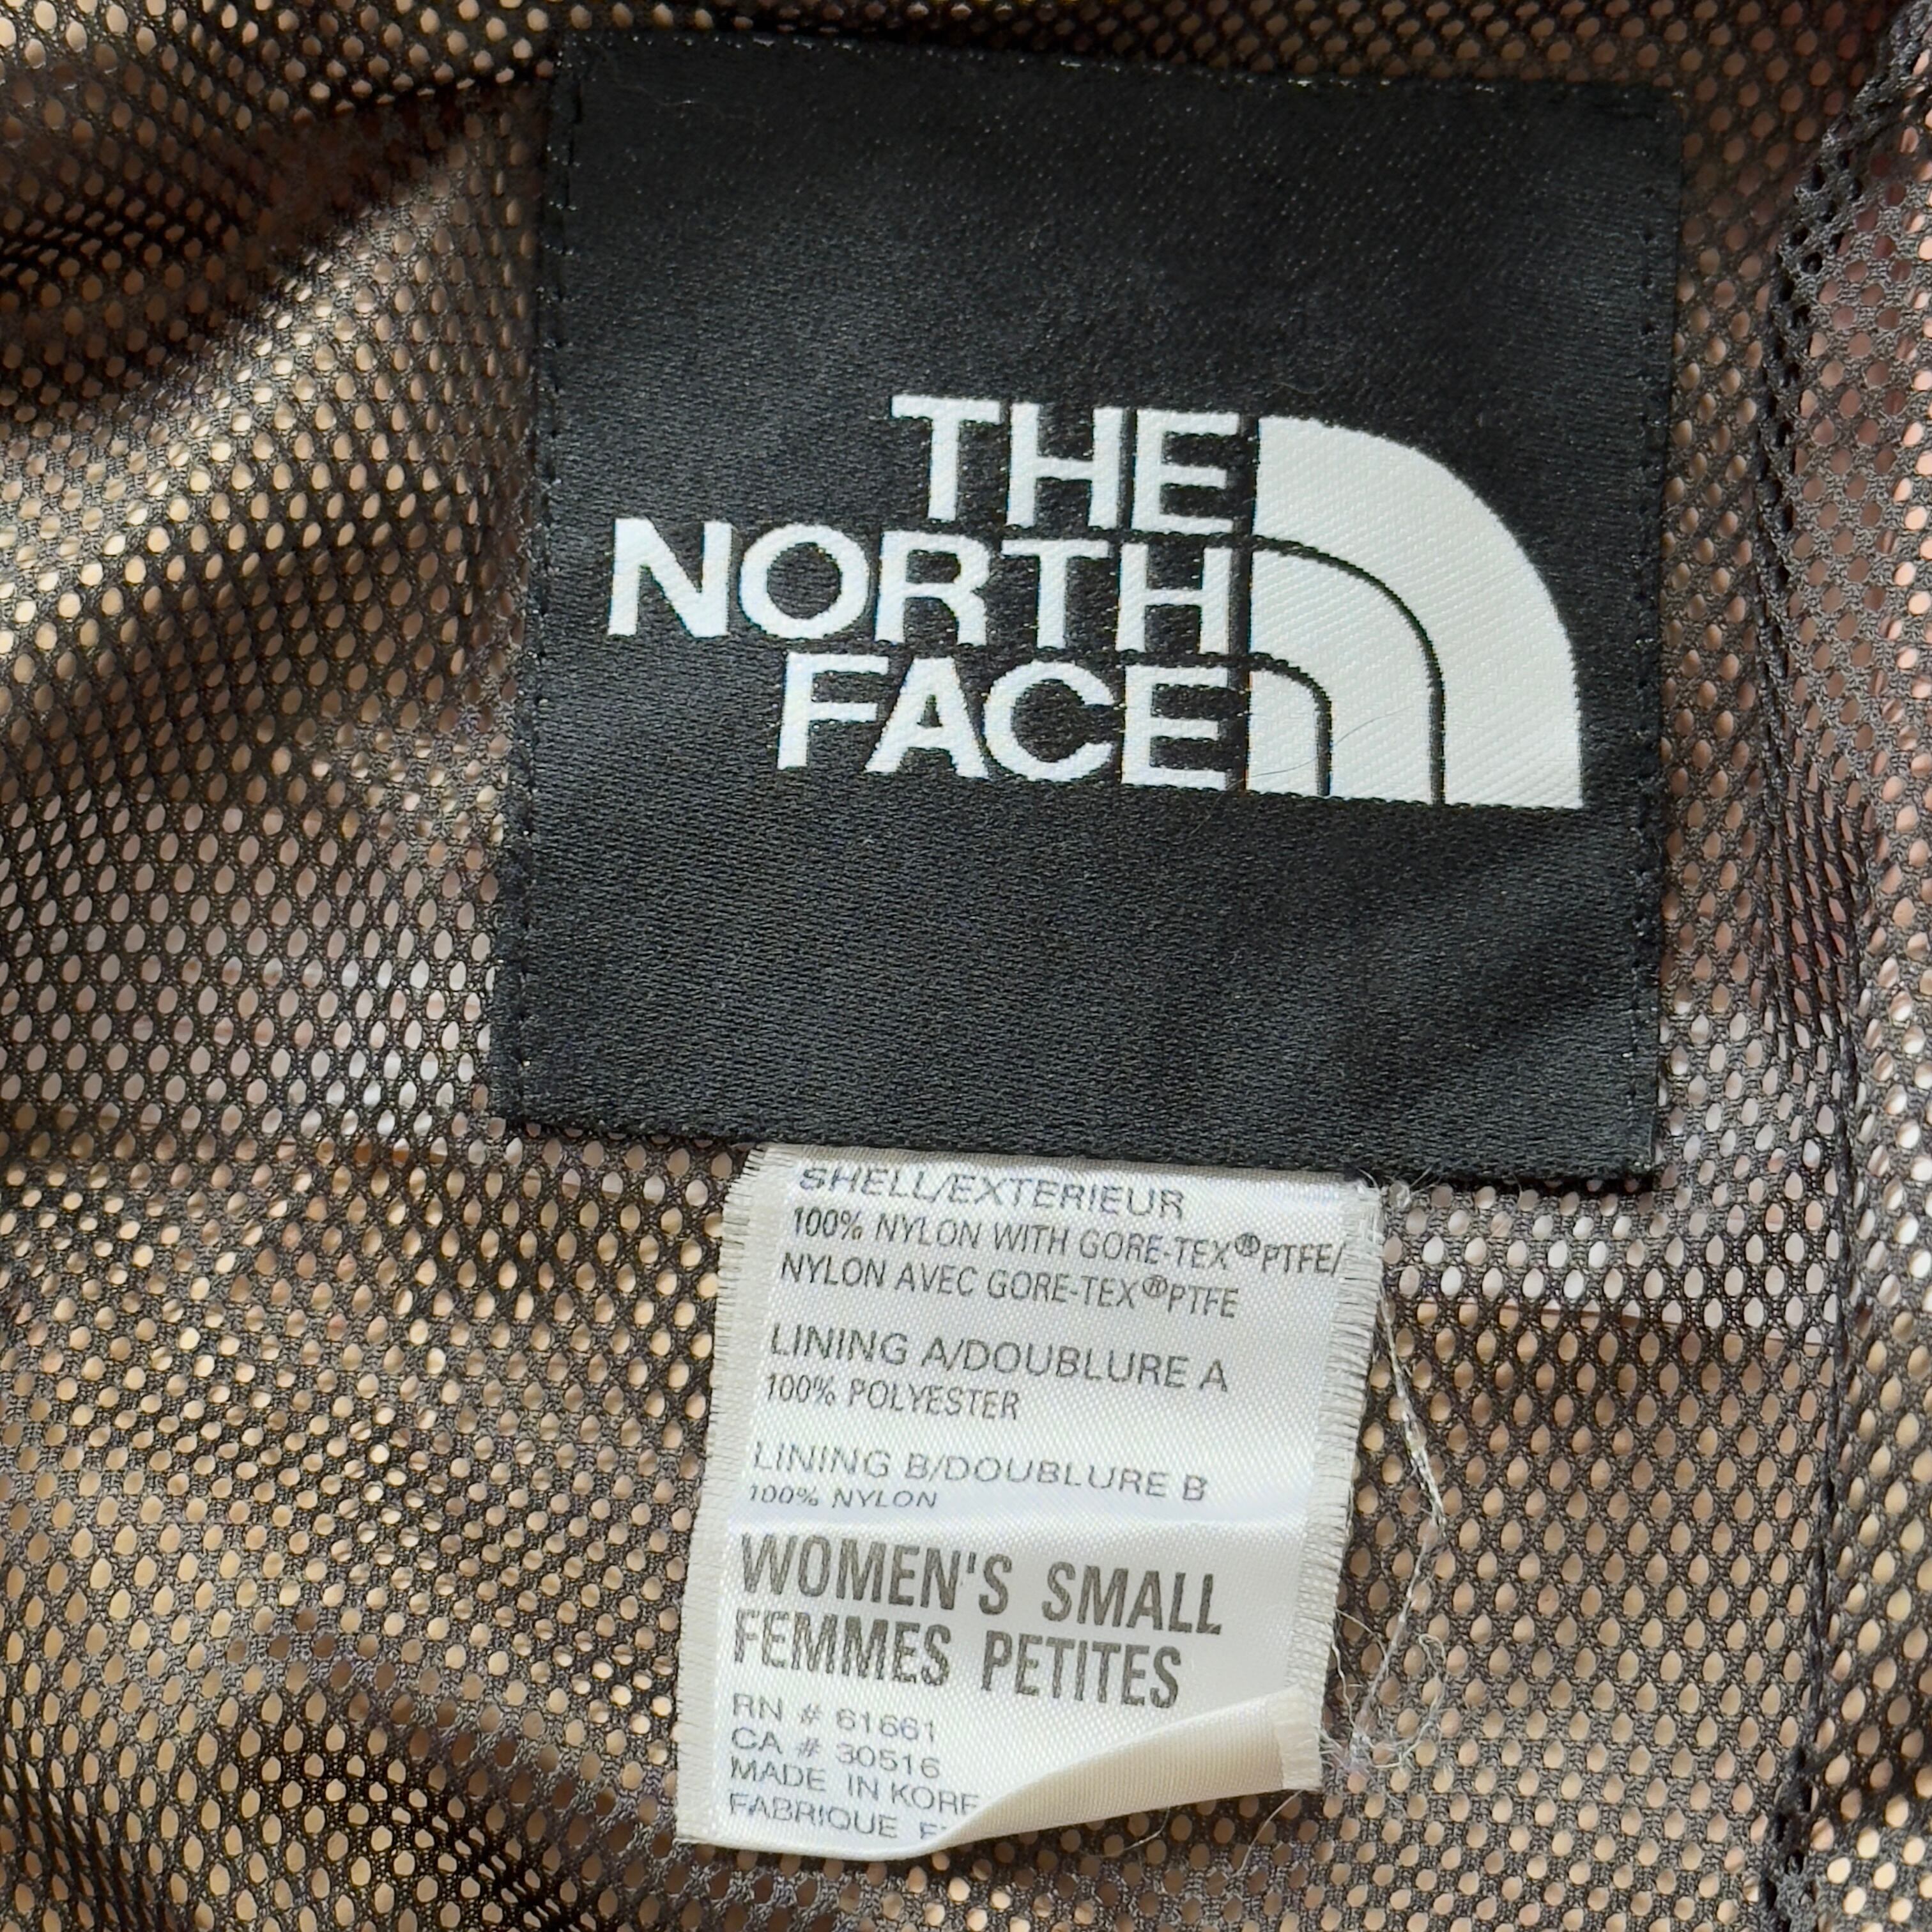 THE
NORTH
FACE
SHELL/EXTERIEUR
100% NYLON WITH GORE-TEX®PTFE/
NYLON AVEC GORE-TEX®PTFE
LINING A/DOUBLURE A
100% POLYESTER
LINING B/DOUBLURE B
100% NYLON
WOMEN'S SMALL
FEMMES PETITES
RN # 61661
CA # 30516
MADE IN KORE
FABRIQUE